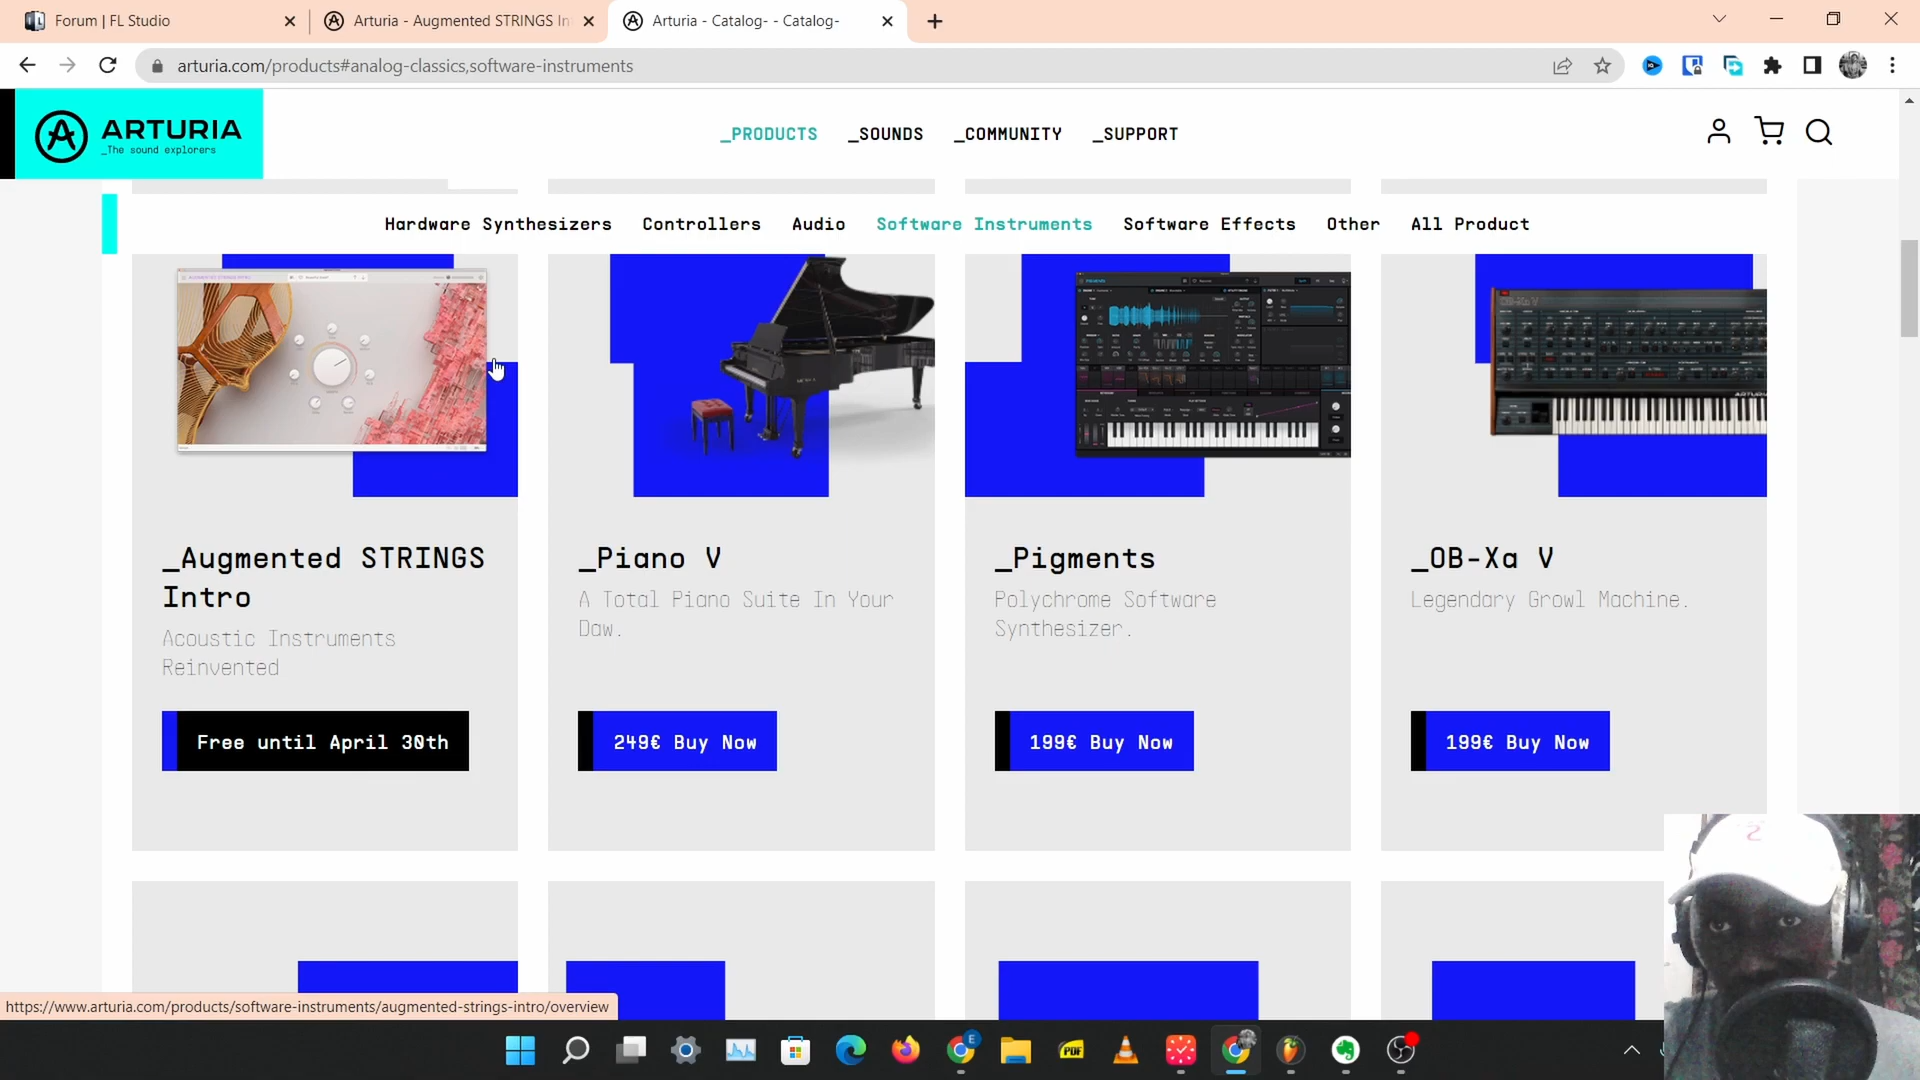 Forum | FL Studio
Arturia - Augmented STRINGS In
Arturia - Catalog- - Catalog-
arturia.com/products#analog-classics,software-instruments
ARTURIA
_The sound explorers
_PRODUCTS _SOUNDS _COMMUNITY _SUPPORT
Hardware Synthesizers Controllers Audio Software Instruments Software Effects Other All Product
_Augmented STRINGS
Intro
Acoustic Instruments
Reinvented
Free until April 30th
_Piano V
A Total Piano Suite In Your
Daw.
249€ Buy Now
_Pigments
Polychrome Software
Synthesizer.
199€ Buy Now
OB-Xa V
ARTURIA
_OB-Xa V
Legendary Growl Machine.
199€ Buy Now
https://www.arturia.com/products/software-instruments/augmented-strings-intro/overview
E
PDF